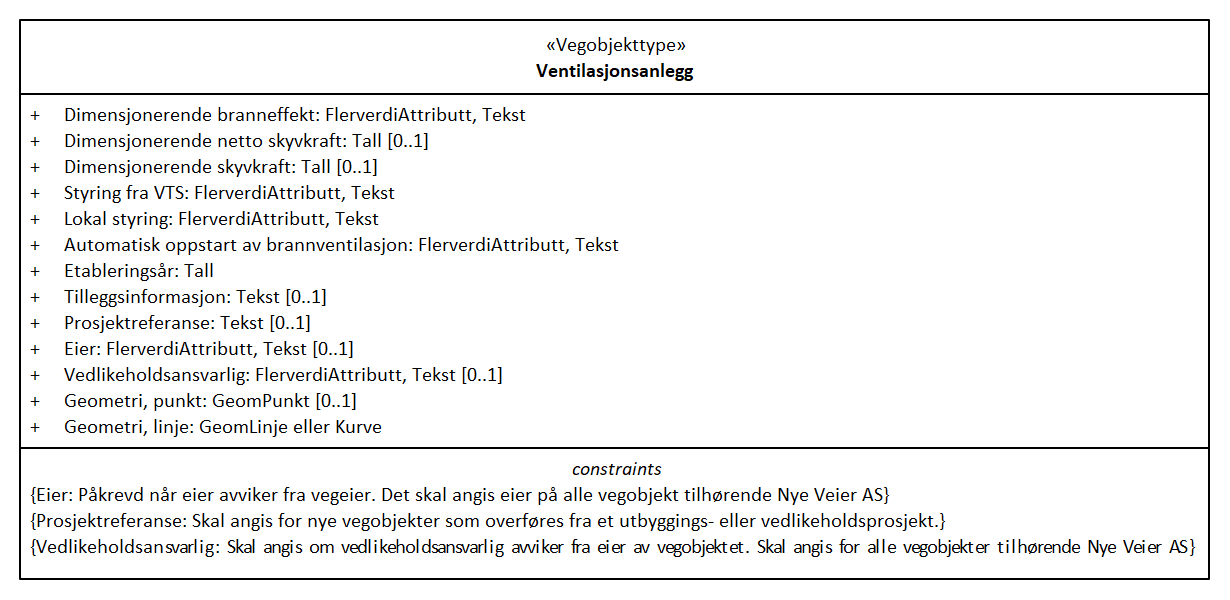 «Vegobjekttype»
Ventilasjonsanlegg
+ Dimensjonerende branneffekt: FlerverdiAttributt, Tekst
+ Dimensjonerende netto skyvkraft: Tall [0..1]
+ Dimensjonerende skyvkraft: Tall [0..1]
+ Styring fra VTS: FlerverdiAttributt, Tekst
+ Lokal styring: FlerverdiAttributt, Tekst
+ Automatisk oppstart av brannventilasjon: FlerverdiAttributt, Tekst
+ Etableringsår: Tall
+ Tilleggsinformasjon: Tekst [0..1]
+ Prosjektreferanse: Tekst [0..1]
+ Eier: FlerverdiAttributt, Tekst [0..1]
+ Vedlikeholdsansvarlig: FlerverdiAttributt, Tekst [0..1]
+ Geometri, punkt: GeomPunkt [0..1]
+ Geometri, linje: GeomLinje eller Kurve
constraints
{Eier: Påkrevd når eier avviker fra vegeier. Det skal angis eier på alle vegobjekt tilhørende Nye Veier AS}
{Prosjektreferanse: Skal angis for nye vegobjekter som overføres fra et utbyggings- eller vedlikeholdsprosjekt.}
{Vedlikeholdsansvarlig: Skal angis om vedlikeholdsansvarlig avviker fra eier av vegobjektet. Skal angis for alle vegobjekter tilhørende Nye Veier AS}